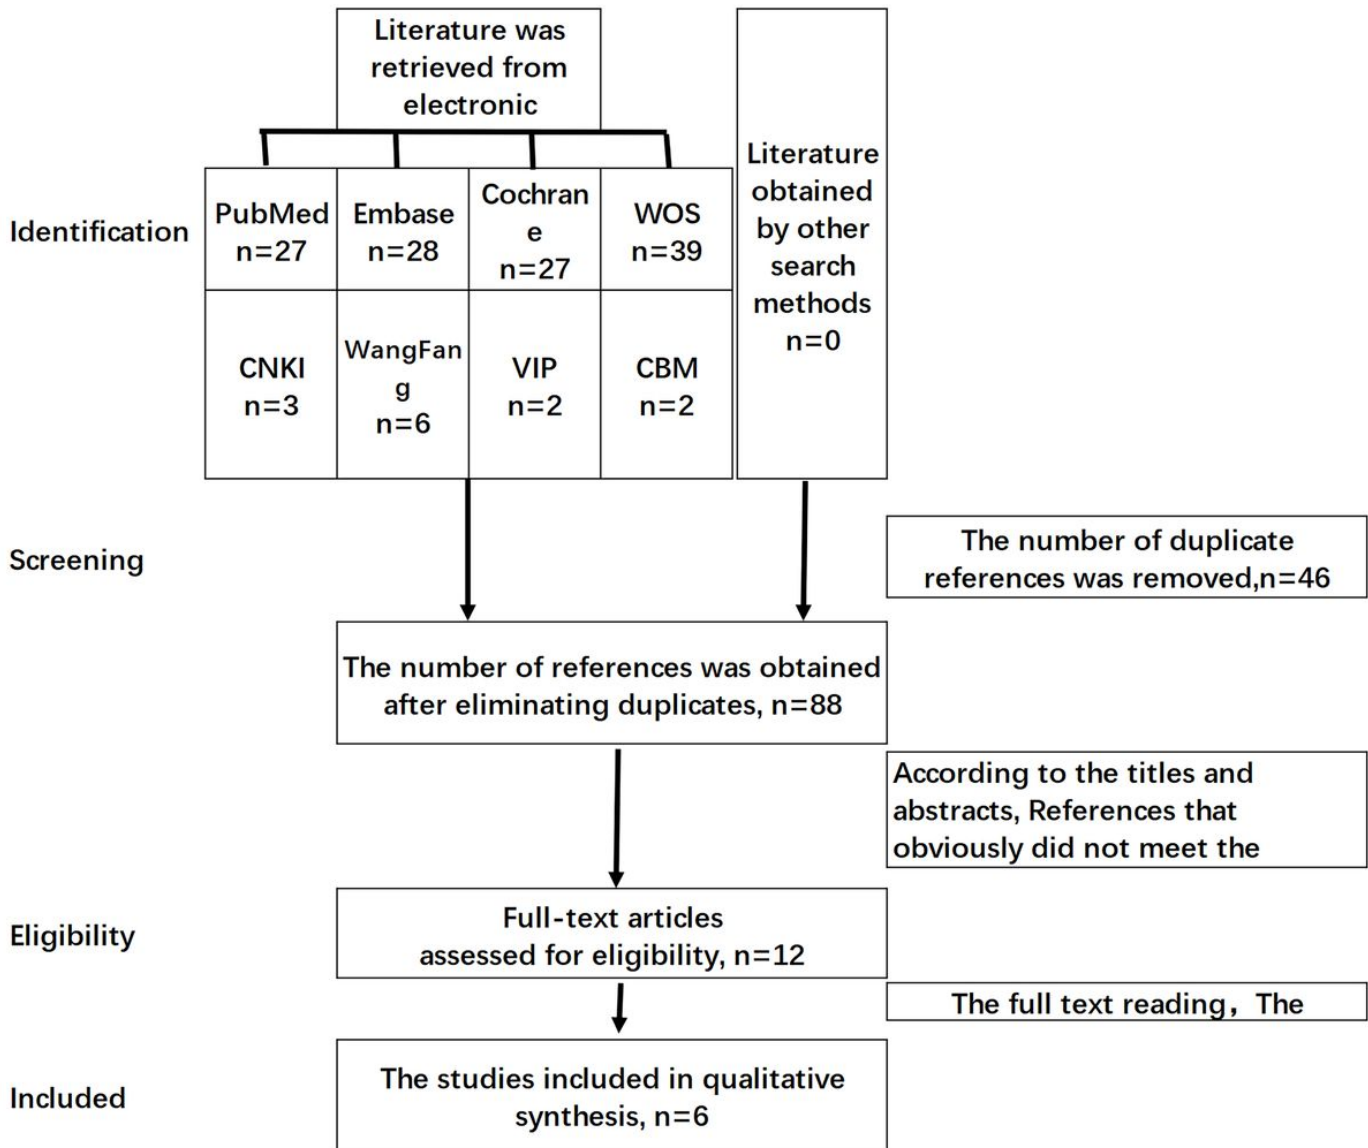 Literature was
retrieved from
electronic
Literature
obtained
by other
search
methods
n=0
Identification
PubMed
n=27
Embase
n=28
Cochran
e
n=27
WOS
n=39
CNKI
n=3
WangFan
g
n=6
VIP
n=2
CBM
n=2
Screening
The number of duplicate
references was removed,n=46
The number of references was obtained
after eliminating duplicates, n=88
According to the titles and
abstracts, References that
obviously did not meet the
Eligibility
Full-text articles
assessed for eligibility, n=12
The full text reading，The
Included
The studies included in qualitative
synthesis, n=6